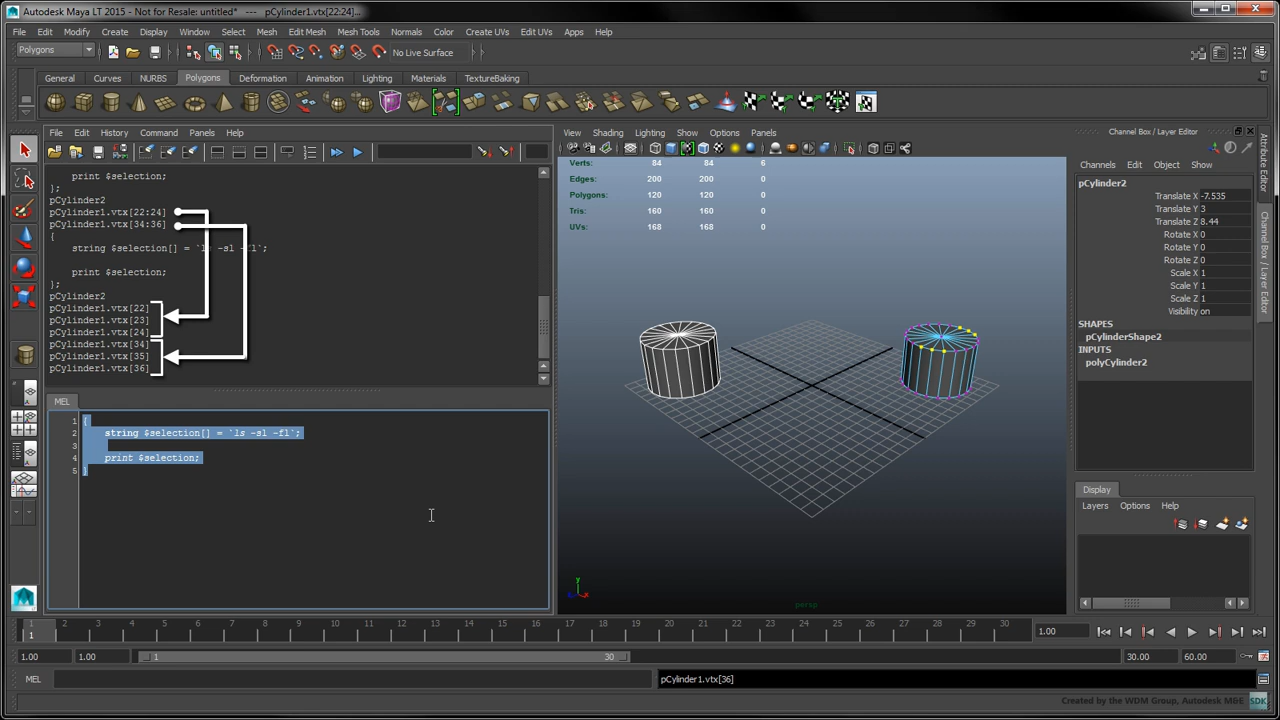 Autodesk Maya LT 2015 - Not for Resale: untitled* --- pCylinder1.vtx[22:24]...
File Edit Modify Create Display Window Select Mesh Edit Mesh Mesh Tools Normals Color Create UVs Edit UVs Apps Help
Polygons No Live Surface
General Curves NURBS Polygons Deformation Animation Lighting Materials TextureBaking
File Edit History Command Panels Help
print $selection;
};
pCylinder2
pCylinder1.vtx[22:24]
pCylinder1.vtx[34:36]
{
string $selection[] = `ls -sl -fl`;
print $selection;
};
pCylinder2
pCylinder1.vtx[22]
pCylinder1.vtx[23]
pCylinder1.vtx[24]
pCylinder1.vtx[34]
pCylinder1.vtx[35]
pCylinder1.vtx[36]
MEL
1 {
2 string $selection[] = `ls -sl -fl`;
3
4 print $selection;
5 }
View Shading Lighting Show Options Panels
Verts: 84 84 6
Edges: 200 200 0
Polygons: 120 120 0
Tris: 160 160 0
UVs: 168 168 0
y
x
persp
Channel Box / Layer Editor
Channels Edit Object Show
pCylinder2
Translate X -7.535
Translate Y 3
Translate Z 8.44
Rotate X 0
Rotate Y 0
Rotate Z 0
Scale X 1
Scale Y 1
Scale Z 1
Visibility on
SHAPES
pCylinderShape2
INPUTS
polyCylinder2
Display
Layers Options Help
Attribute Editor
Channel Box / Layer Editor
1 2 3 4 5 6 7 8 9 10 11 12 13 14 15 16 17 18 19 20 21 22 23 24 25 26 27 28 29 30
1
1.00
1.00 1.00 1 30 30.00 60.00
MEL pCylinder1.vtx[36]
Created by the WDM Group, Autodesk M&E SDK